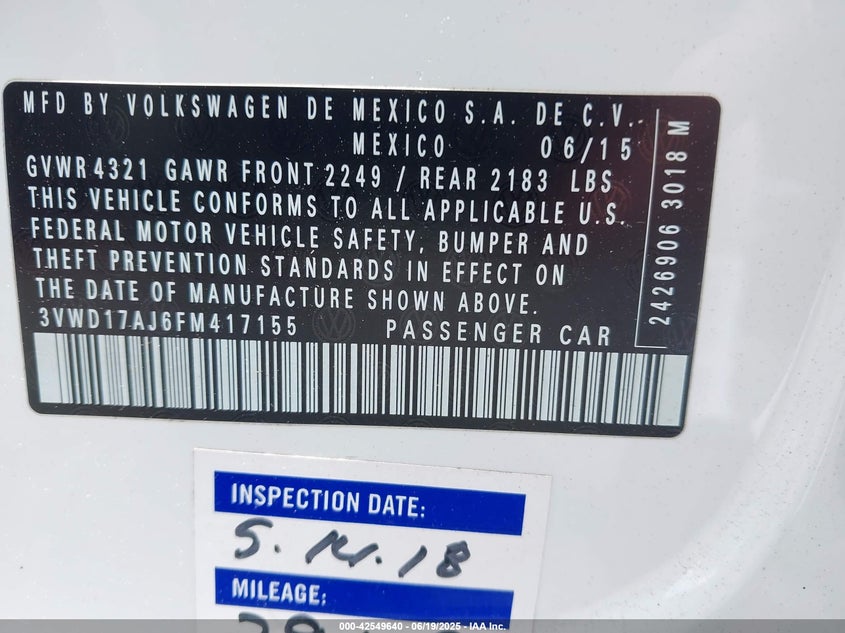 MFD BY VOLKSWAGEN DE MEXICO S.A. DE C.V.
MEXICO 06/15
GVWR 4321 GAWR FRONT 2249 / REAR 2183 LBS
THIS VEHICLE CONFORMS TO ALL APPLICABLE U.S.
FEDERAL MOTOR VEHICLE SAFETY, BUMPER AND
THEFT PREVENTION STANDARDS IN EFFECT ON
THE DATE OF MANUFACTURE SHOWN ABOVE.
3VWD17AJ6FM417155 PASSENGER CAR
2426906 3018 M
INSPECTION DATE:
5.14.18
MILEAGE:
000-42549640 - 06/19/2025 - IAA Inc.